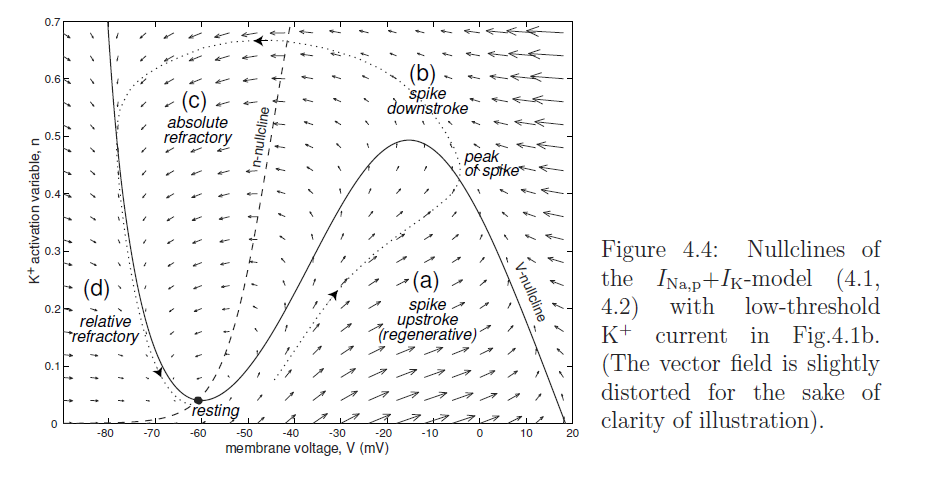 0.7
0.6
0.5
0.4
0.3
0.2
0.1
0
K+ activation variable, n
(b)
spike
downstroke
(c)
absolute
refractory
n-nullcline
peak
of spike
(d)
relative
refractory
(a)
spike
upstroke
(regenerative)
V-nullcline
resting
-80 -70 -60 -50 -40 -30 -20 -10 0 10 20
membrane voltage, V (mV)
Figure 4.4: Nullclines of
the INa,p+IK-model (4.1,
4.2) with low-threshold
K+ current in Fig.4.1b.
(The vector field is slightly
distorted for the sake of
clarity of illustration).